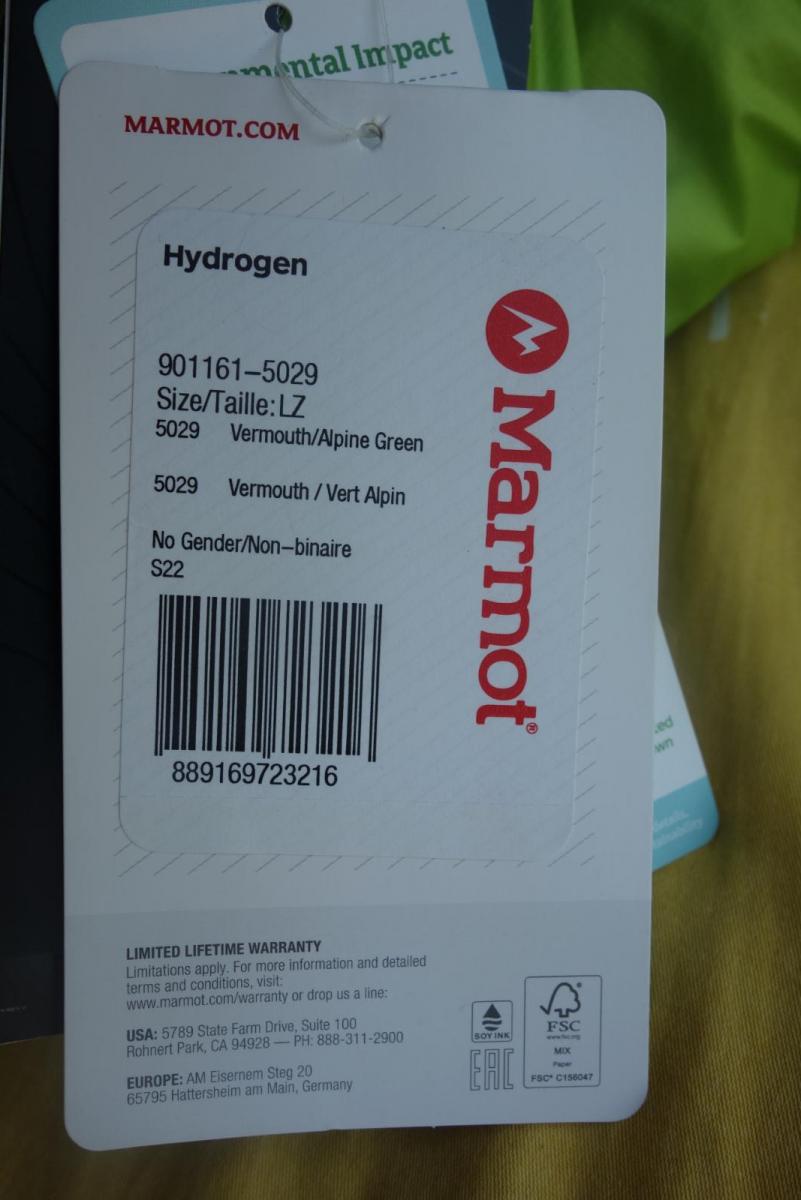 Environmental Impact
MARMOT.COM
Hydrogen
901161-5029
Size/Taille: LZ
5029 Vermouth/Alpine Green
5029 Vermouth / Vert Alpin
No Gender/Non-binaire
S22
889169723216
Marmot®
LIMITED LIFETIME WARRANTY
Limitations apply. For more information and detailed
terms and conditions, visit:
www.marmot.com/warranty or drop us a line:
USA: 5789 State Farm Drive, Suite 100
Rohnert Park, CA 94928 — PH: 888-311-2900
EUROPE: AM Eisernem Steg 20
65795 Hattersheim am Main, Germany
SOY INK
EAC
FSC
www.fsc.org
MIX
Paper
FSC® C156047